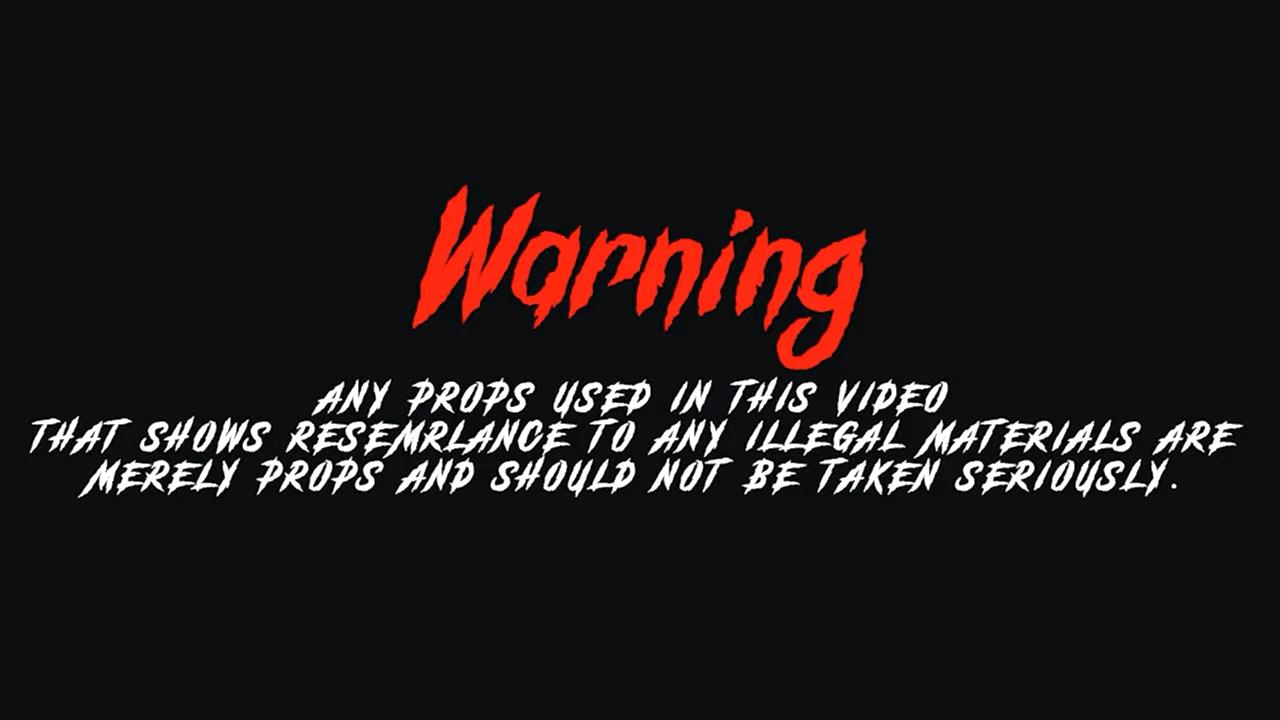 Warning
ANY PROPS USED IN THIS VIDEO
THAT SHOWS RESEMRLANCE TO ANY ILLEGAL MATERIALS ARE
MERELY PROPS AND SHOULD NOT BE TAKEN SERIOUSLY.